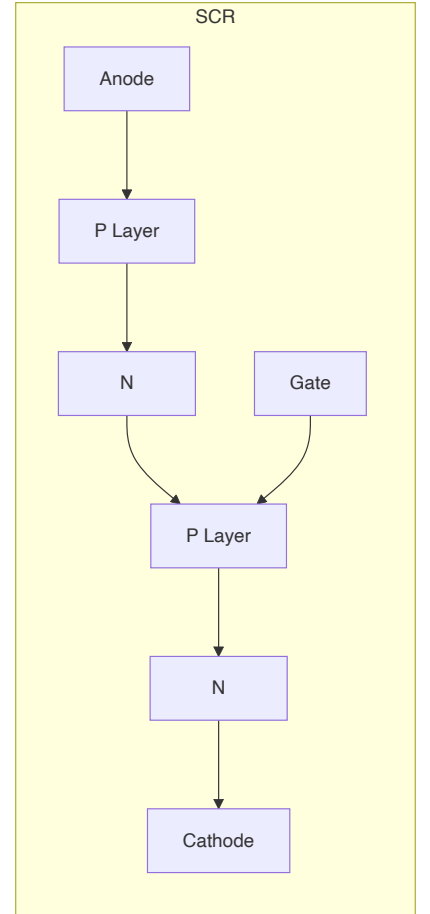 SCR
Anode
P Layer
N
Gate
P Layer
N
Cathode